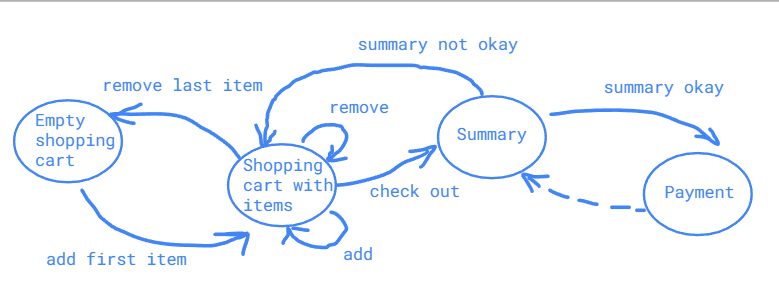 summary not okay
remove last item
summary okay
remove
Empty
shopping
cart
Summary
Shopping
cart with
items
check out
Payment
add first item
add